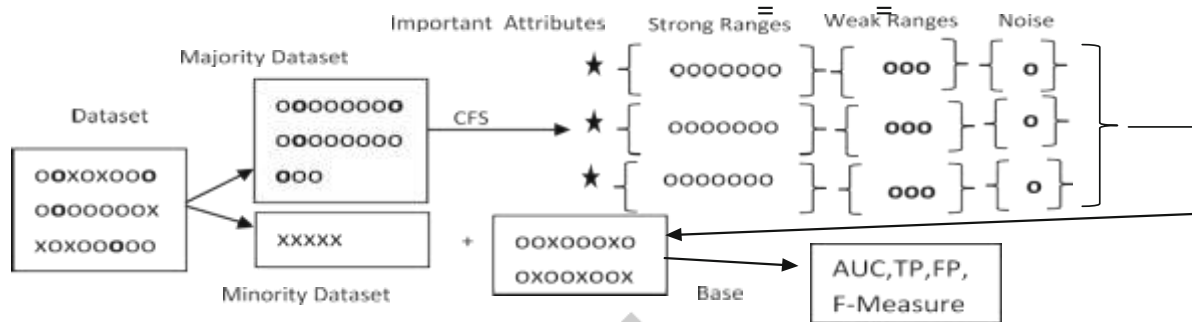 Important Attributes
Strong Ranges
Weak Ranges
Noise
=
=
Majority Dataset
★ { OOOOOOO } { OOO } { O }
OOOOOOOO
Dataset
CFS
★ { OOOOOOO } { OOO } { O }
OOOOOOOO
OOXOXOOO
OOO
★ { OOOOOOO } { OOO } { O }
OOOOOOOX
XOXOOOOO
XXXXX
+
OOXOOOXO
OXOOXOOX
Minority Dataset
Base
AUC,TP,FP,
F-Measure